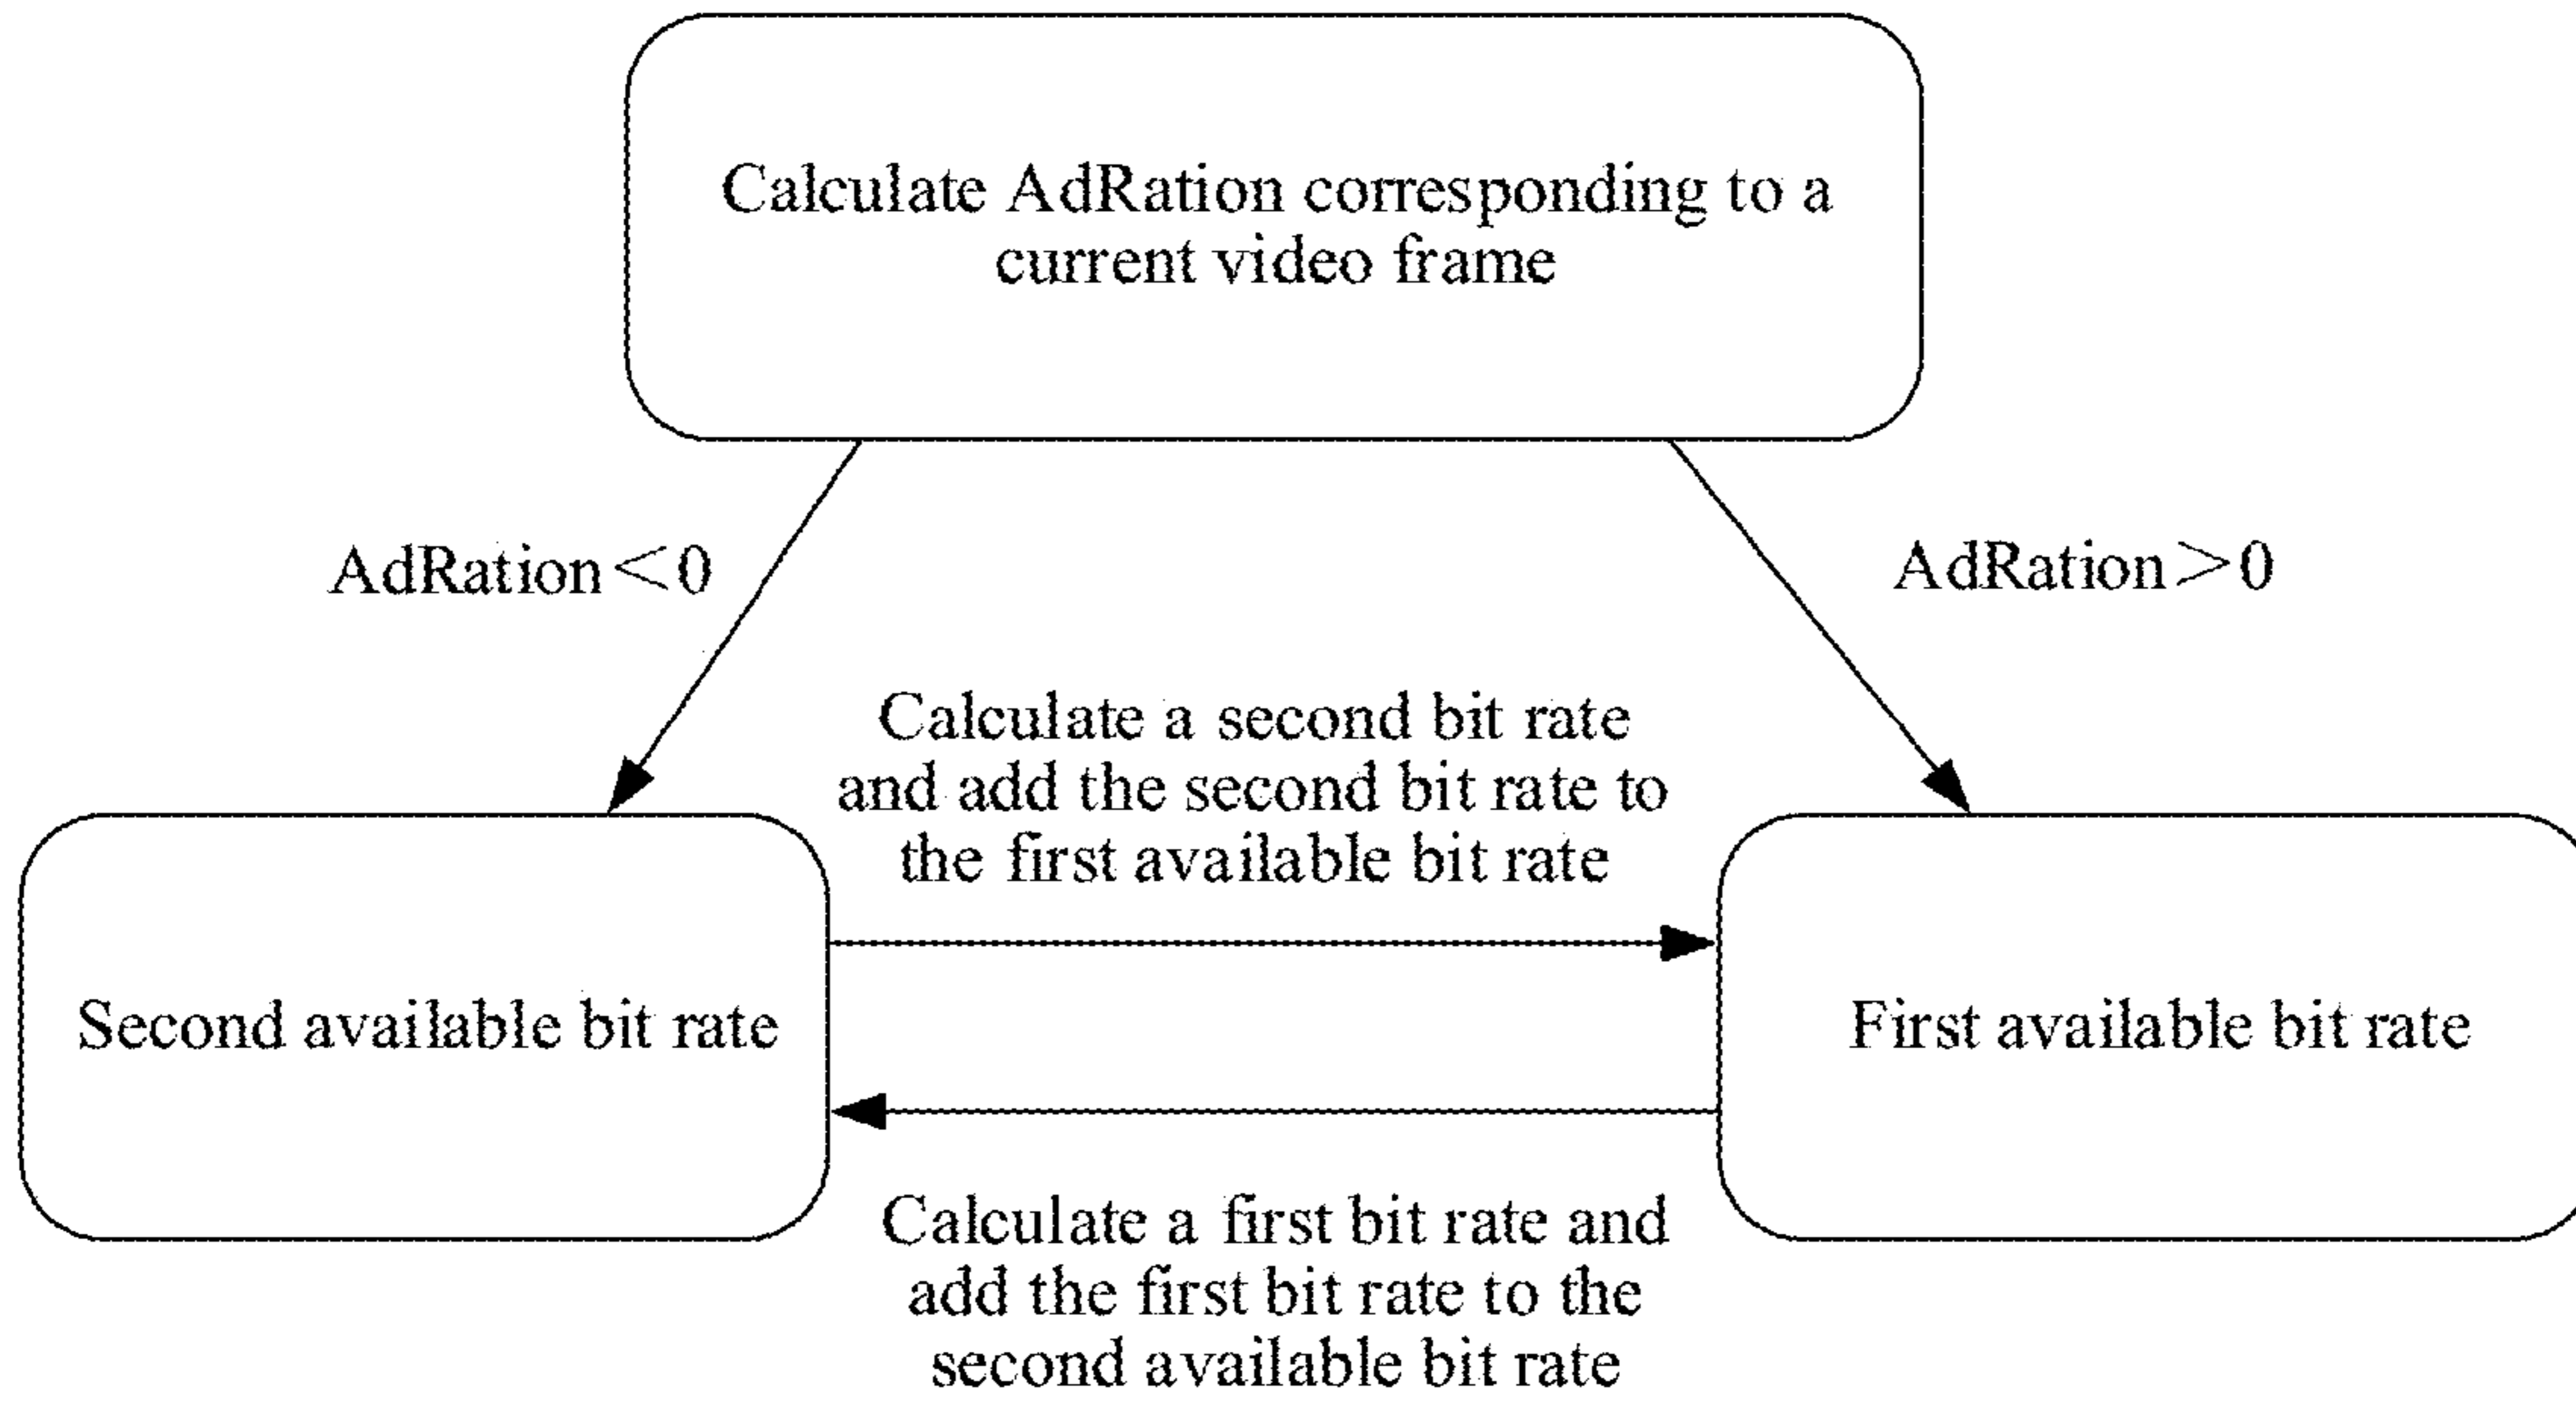 Calculate AdRation corresponding to a
current video frame
AdRation<0
AdRation>0
Calculate a second bit rate
and add the second bit rate to
the first available bit rate
Second available bit rate
First available bit rate
Calculate a first bit rate and
add the first bit rate to the
second available bit rate